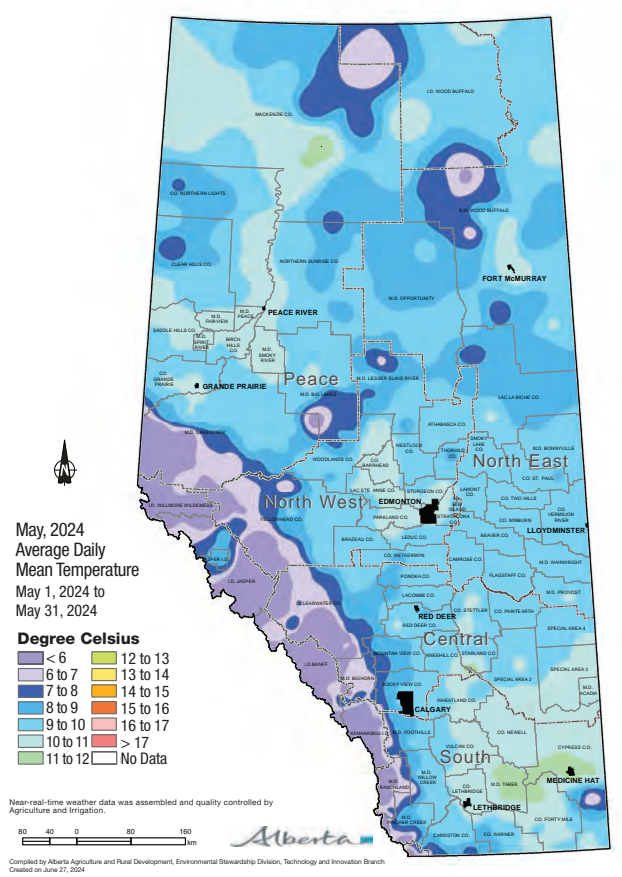 MACKENZIE CO.
I.D. WOOD BUFFALO
CO. NORTHERN LIGHTS
R.M. WOOD BUFFALO
CLEAR HILLS CO.
NORTHERN SUNRISE CO.
FORT McMURRAY
M.D. OPPORTUNITY
M.D.
PEACE
M.D.
FAIRVIEW
PEACE RIVER
SADDLE HILLS CO.
M.D.
SPIRIT
RIVER
BIRCH
HILLS
CO.
M.D.
SMOKY
RIVER
CO.
GRANDE
PRAIRIE
GRANDE PRAIRIE
Peace
M.D. LESSER SLAVE RIVER
M.D. BIG LAKES
LAC LA BICHE CO.
M.D. GREENVIEW
ATHABASCA CO.
WOODLANDS CO.
CO.
BARRHEAD
WESTLOCK
CO.
THORHILD
CO.
SMOKY
LAKE
CO.
M.D. BONNYVILLE
North East
CO. ST. PAUL
I.D. WILLMORE WILDERNESS
North West
YELLOWHEAD CO.
LAC STE ANNE CO.
STURGEON CO.
EDMONTON
PARKLAND CO.
STRATHCONA
CO.
LAMONT
CO.
CO. TWO HILLS
CO.
VERMILION
RIVER
CO. MINBURN
LLOYDMINSTER
BRAZEAU CO.
LEDUC CO.
BEAVER CO.
CO. WETASKIWIN
CAMROSE CO.
M.D. WAINWRIGHT
JASPER I.D.
I.D. JASPER
PONOKA CO.
FLAGSTAFF CO.
M.D. PROVOST
CLEARWATER CO.
LACOMBE CO.
RED DEER
RED DEER CO.
CO. STETTLER
CO. PAINTEARTH
SPECIAL AREA 4
Central
MOUNTAIN VIEW CO.
KNEEHILL CO.
STARLAND CO.
SPECIAL AREA 2
SPECIAL AREA 3
M.D.
ACADIA
I.D. BANFF
M.D. BIGHORN
ROCKY VIEW CO.
CALGARY
WHEATLAND CO.
KANANASKIS I.D.
M.D. FOOTHILLS
VULCAN CO.
CO. NEWELL
CYPRESS CO.
South
M.D.
WILLOW
CREEK
M.D.
RANCHLAND
CO.
LETHBRIDGE
M.D. TABER
MEDICINE HAT
LETHBRIDGE
CO. FORTY MILE
M.D.
PINCHER CREEK
CARDSTON CO.
CO. WARNER
N
May, 2024
Average Daily
Mean Temperature
May 1, 2024 to
May 31, 2024
Degree Celsius
< 6
6 to 7
7 to 8
8 to 9
9 to 10
10 to 11
11 to 12
12 to 13
13 to 14
14 to 15
15 to 16
16 to 17
> 17
No Data
Near-real-time weather data was assembled and quality controlled by
Agriculture and Irrigation.
80 40 0 80 160
km
Alberta
Compiled by Alberta Agriculture and Rural Development, Environmental Stewardship Division, Technology and Innovation Branch
Created on June 27, 2024